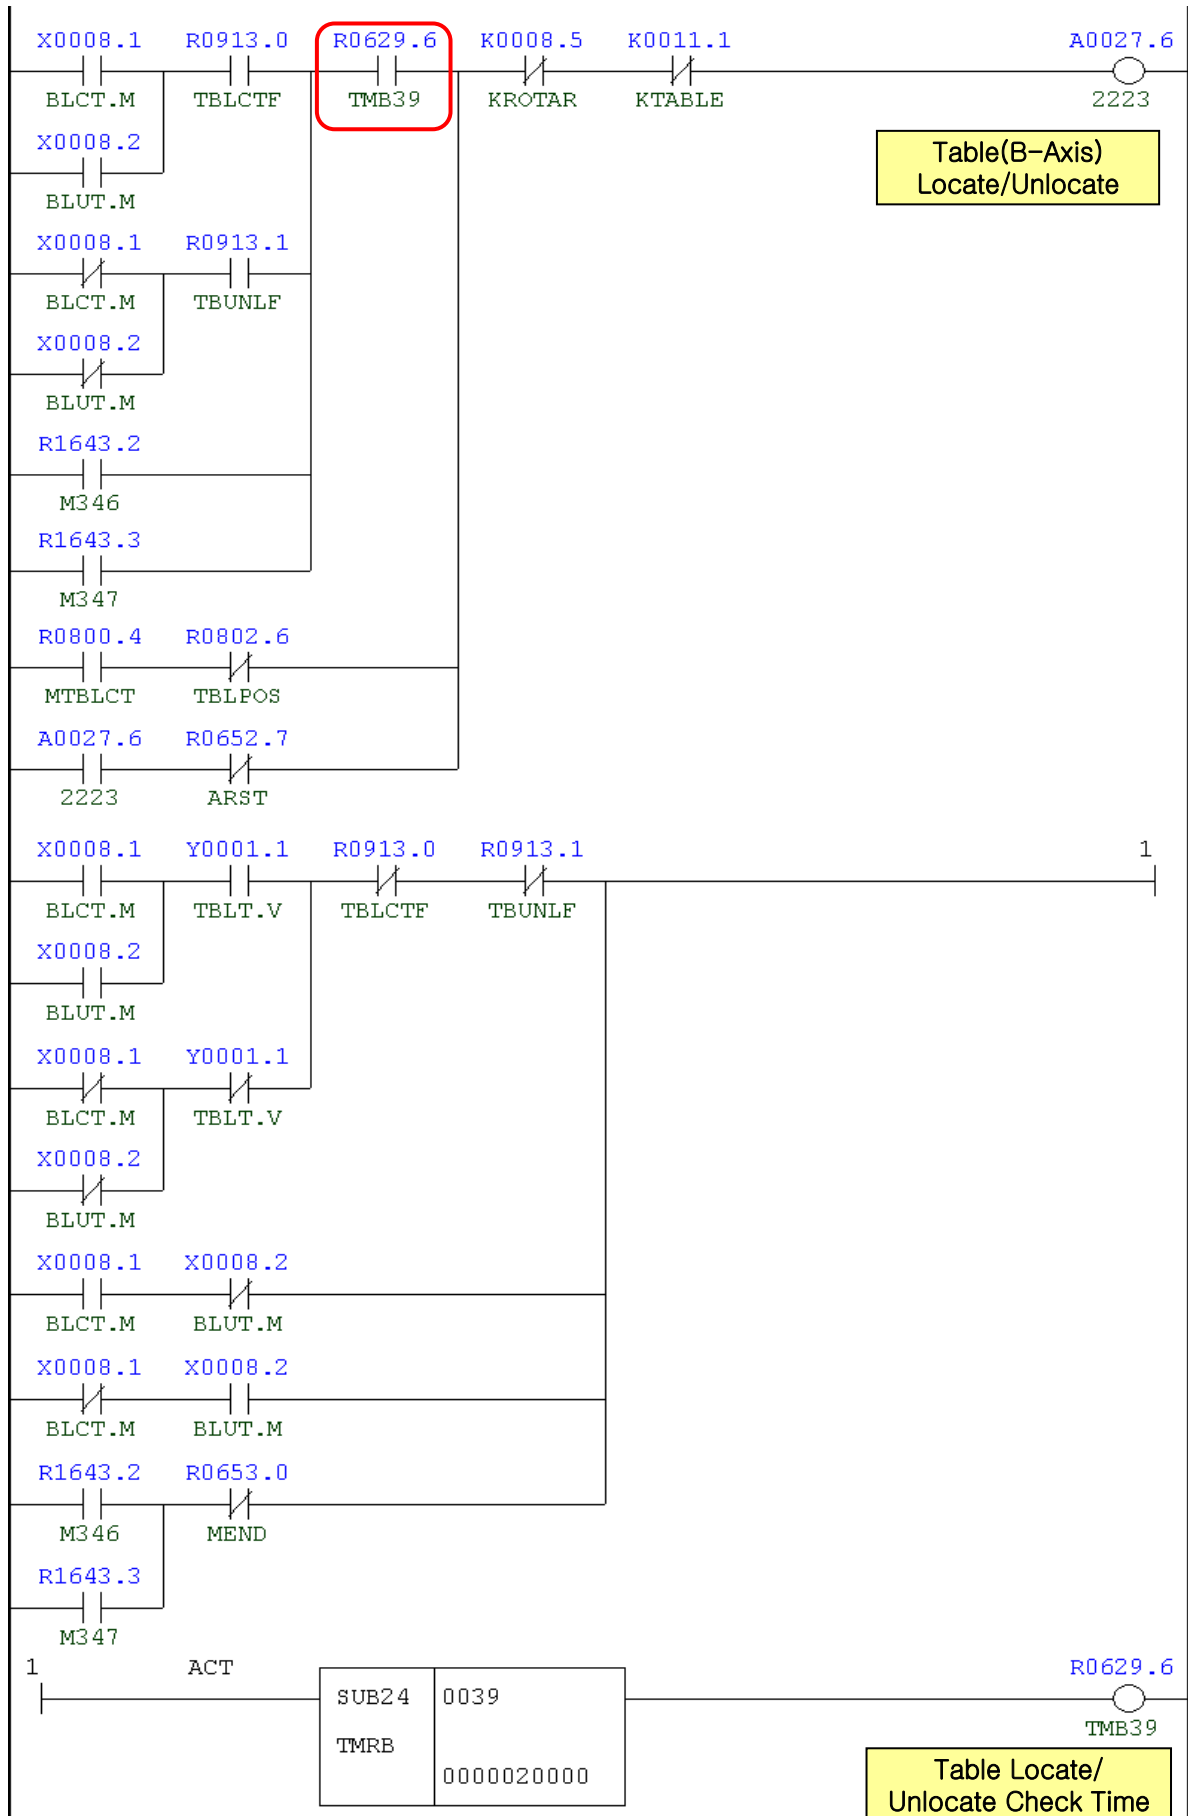 X0008.1 R0913.0 R0629.6 K0008.5 K0011.1 A0027.6
BLCT.M TBLCTF TMB39 KROTAR KTABLE 2223
X0008.2
BLUT.M
Table(B-Axis)
Locate/Unlocate
X0008.1 R0913.1
BLCT.M TBUNLF
X0008.2
BLUT.M
R1643.2
M346
R1643.3
M347
R0800.4 R0802.6
MTBLCT TBLPOS
A0027.6 R0652.7
2223 ARST
X0008.1 Y0001.1 R0913.0 R0913.1 1
BLCT.M TBLT.V TBLCTF TBUNLF
X0008.2
BLUT.M
X0008.1 Y0001.1
BLCT.M TBLT.V
X0008.2
BLUT.M
X0008.1 X0008.2
BLCT.M BLUT.M
X0008.1 X0008.2
BLCT.M BLUT.M
R1643.2 R0653.0
M346 MEND
R1643.3
M347
1 ACT R0629.6
SUB24 0039
TMB39
TMRB
0000020000
Table Locate/
Unlocate Check Time